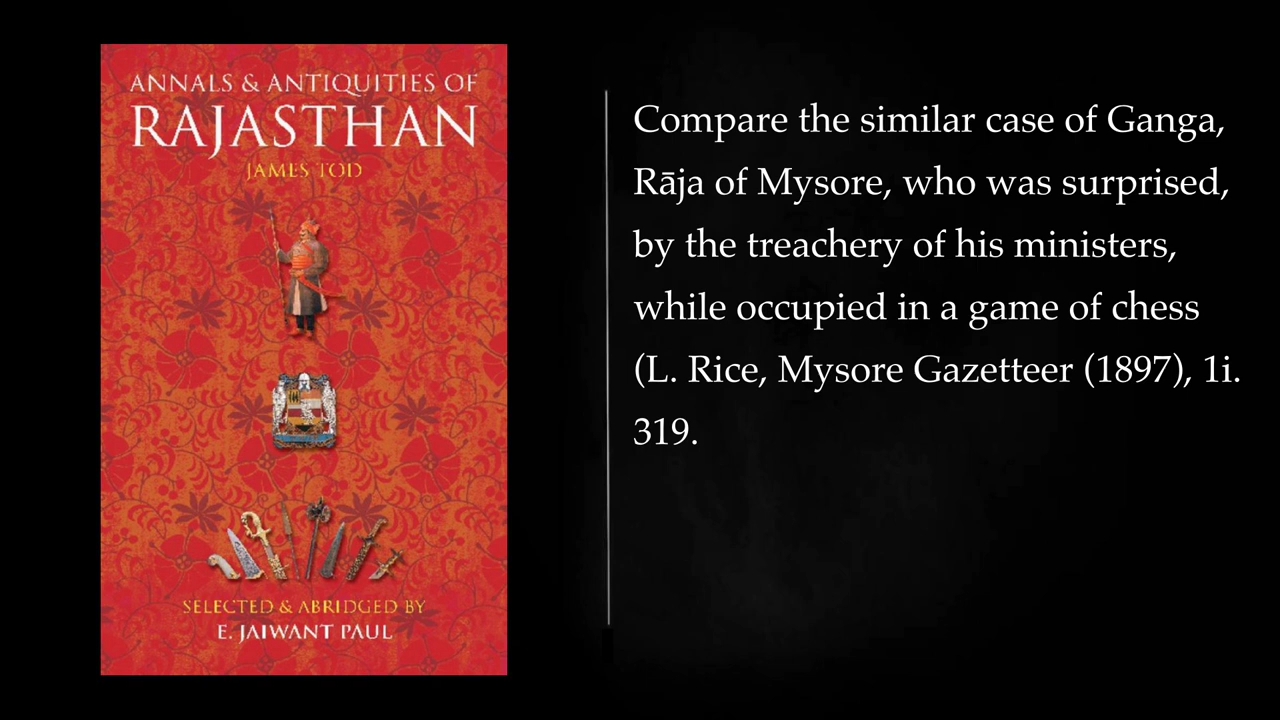 ANNALS & ANTIQUITIES OF
RAJASTHAN
JAMES TOD
SELECTED & ABRIDGED BY
E. JAIWANT PAUL
Compare the similar case of Ganga,
Rāja of Mysore, who was surprised,
by the treachery of his ministers,
while occupied in a game of chess
(L. Rice, Mysore Gazetteer (1897), 1i.
319.